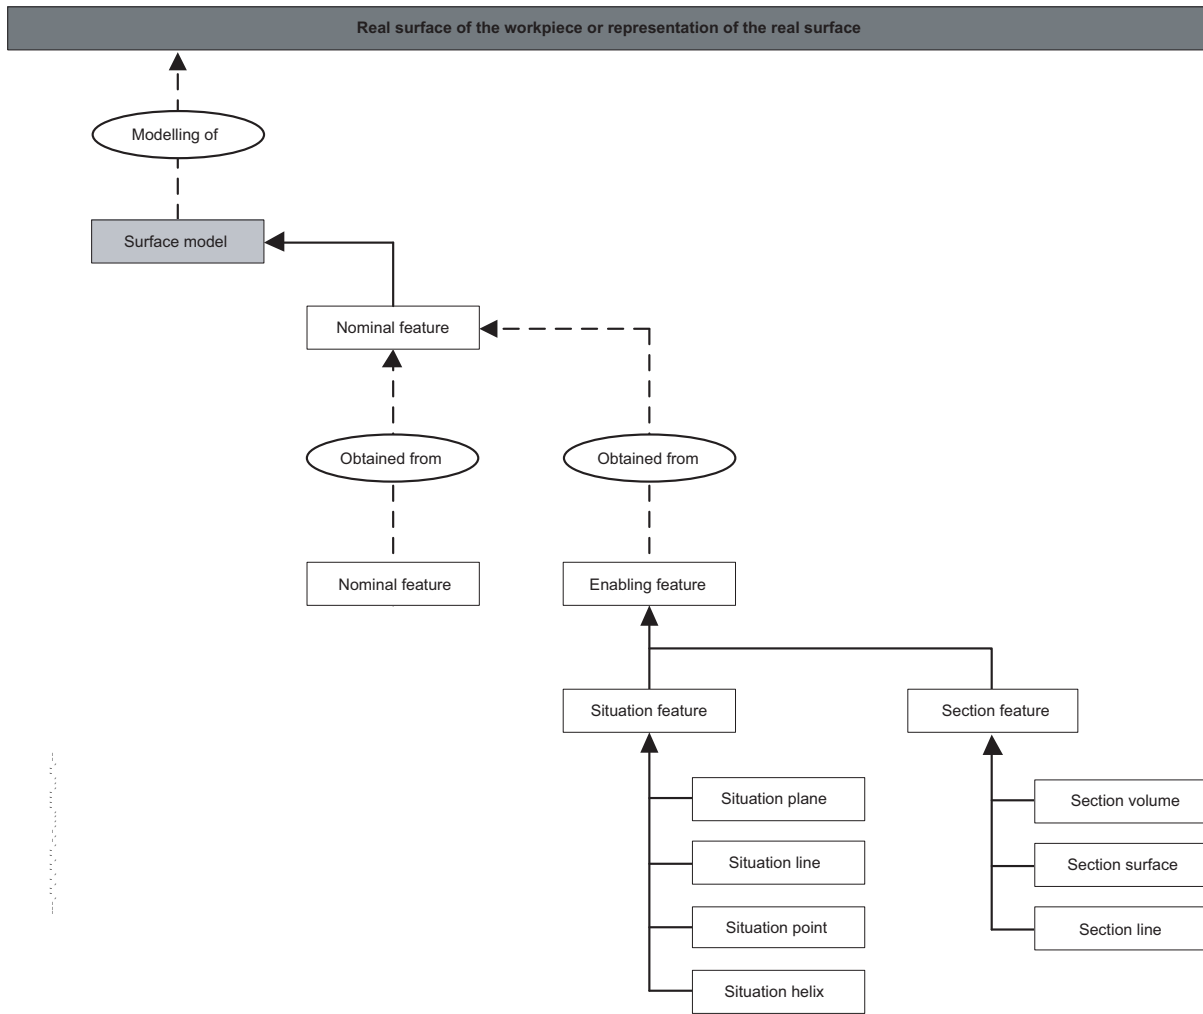 Real surface of the workpiece or representation of the real surface
Modelling of
Surface model
Nominal feature
Obtained from
Obtained from
Nominal feature
Enabling feature
Situation feature
Section feature
Situation plane
Section volume
Situation line
Section surface
Situation point
Section line
Situation helix